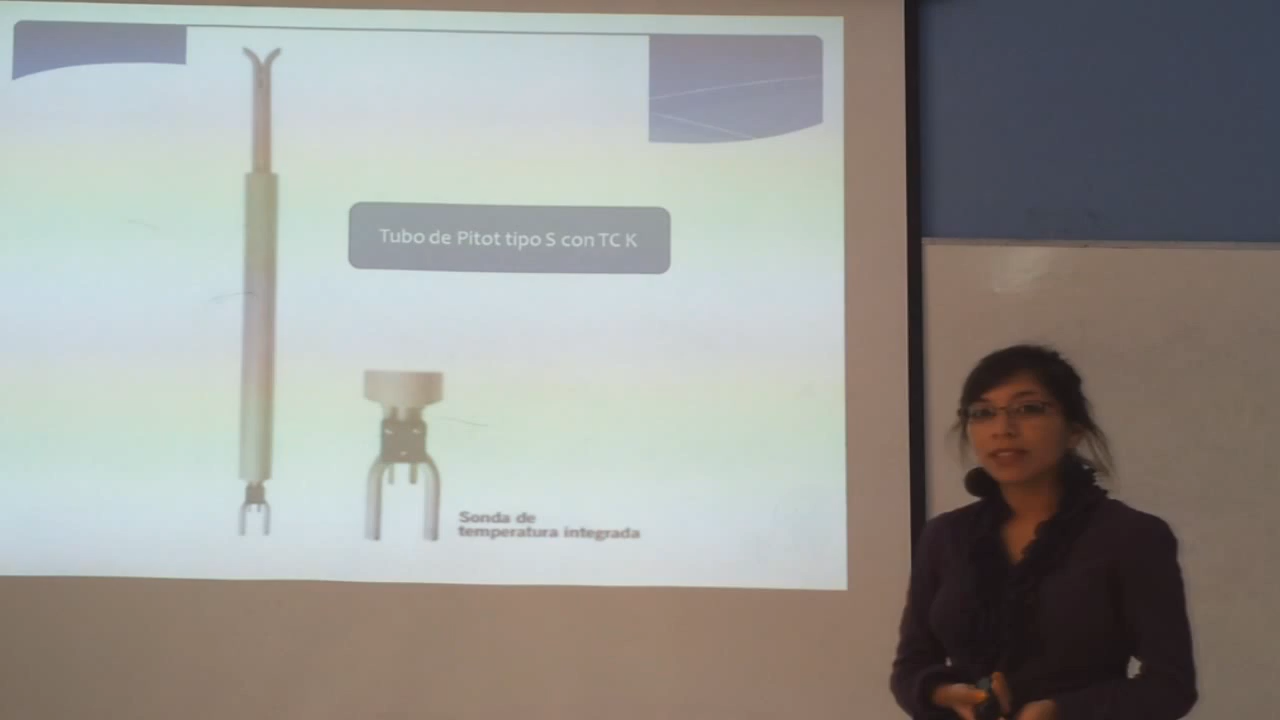 Tubo de Pitot tipo S con TC K
Sonda de
temperatura integrada